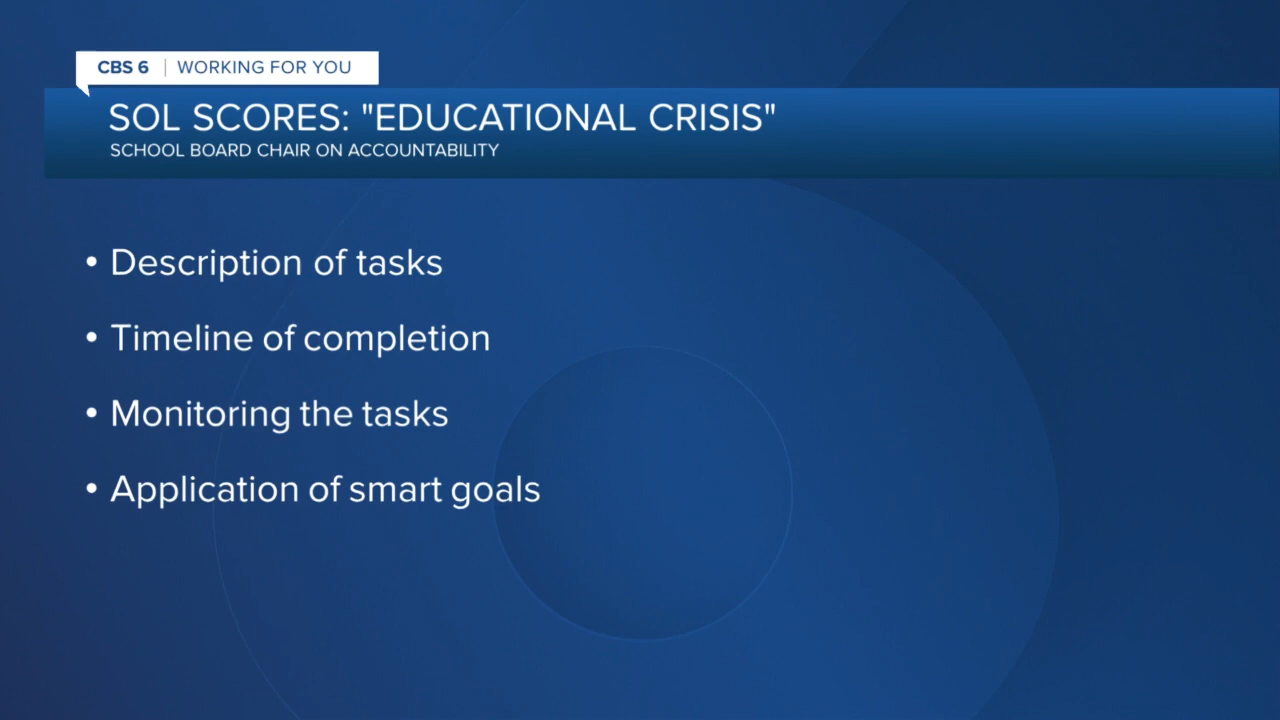 CBS 6 | WORKING FOR YOU
SOL SCORES: "EDUCATIONAL CRISIS"
SCHOOL BOARD CHAIR ON ACCOUNTABILITY
• Description of tasks
• Timeline of completion
• Monitoring the tasks
• Application of smart goals